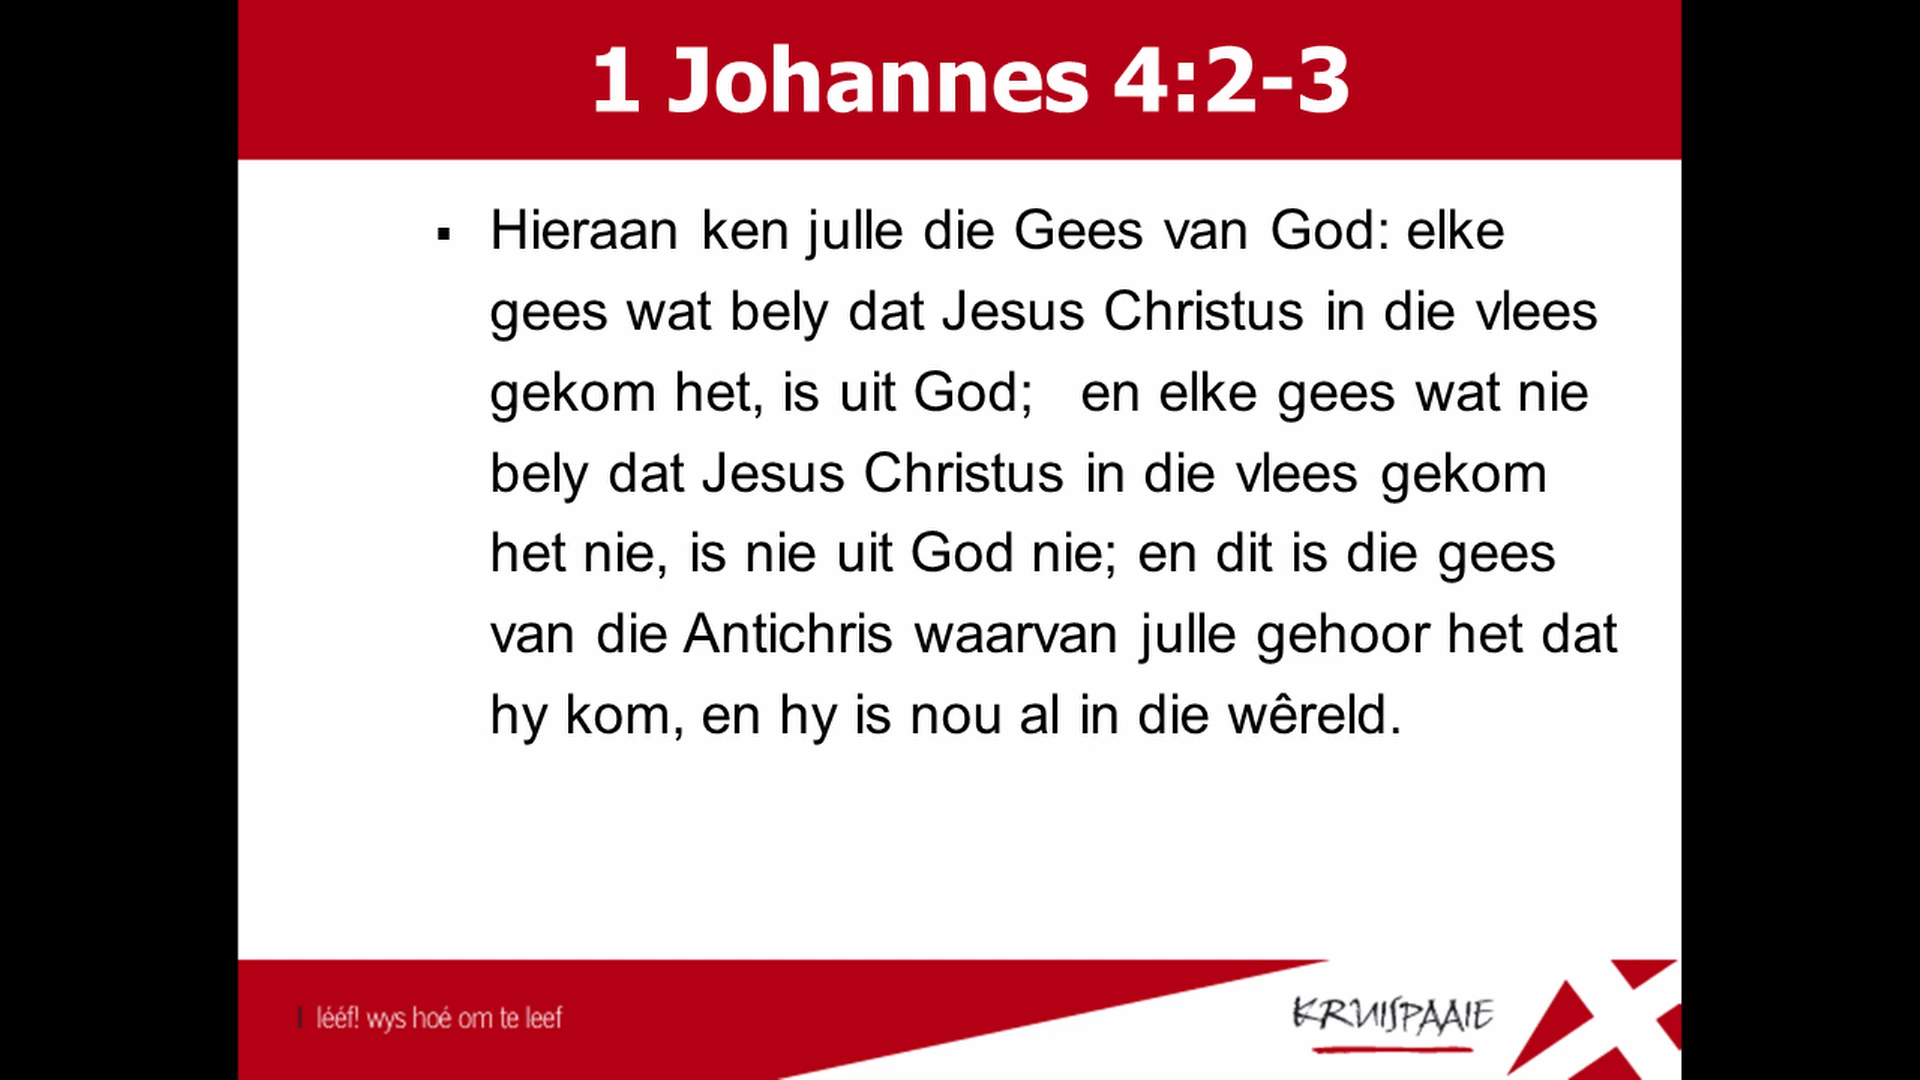 1 Johannes 4:2-3
▪ Hieraan ken julle die Gees van God: elke
gees wat bely dat Jesus Christus in die vlees
gekom het, is uit God; en elke gees wat nie
bely dat Jesus Christus in die vlees gekom
het nie, is nie uit God nie; en dit is die gees
van die Antichris waarvan julle gehoor het dat
hy kom, en hy is nou al in die wêreld.
| lééf! wys hoé om te leef
KRUISPAAIE